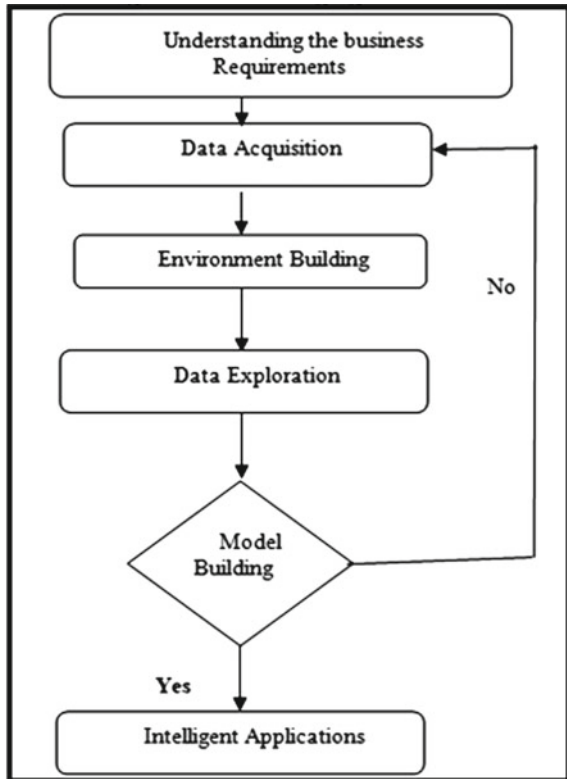 Understanding the business
Requirements
Data Acquisition
Environment Building
No
Data Exploration
Model
Building
Yes
Intelligent Applications